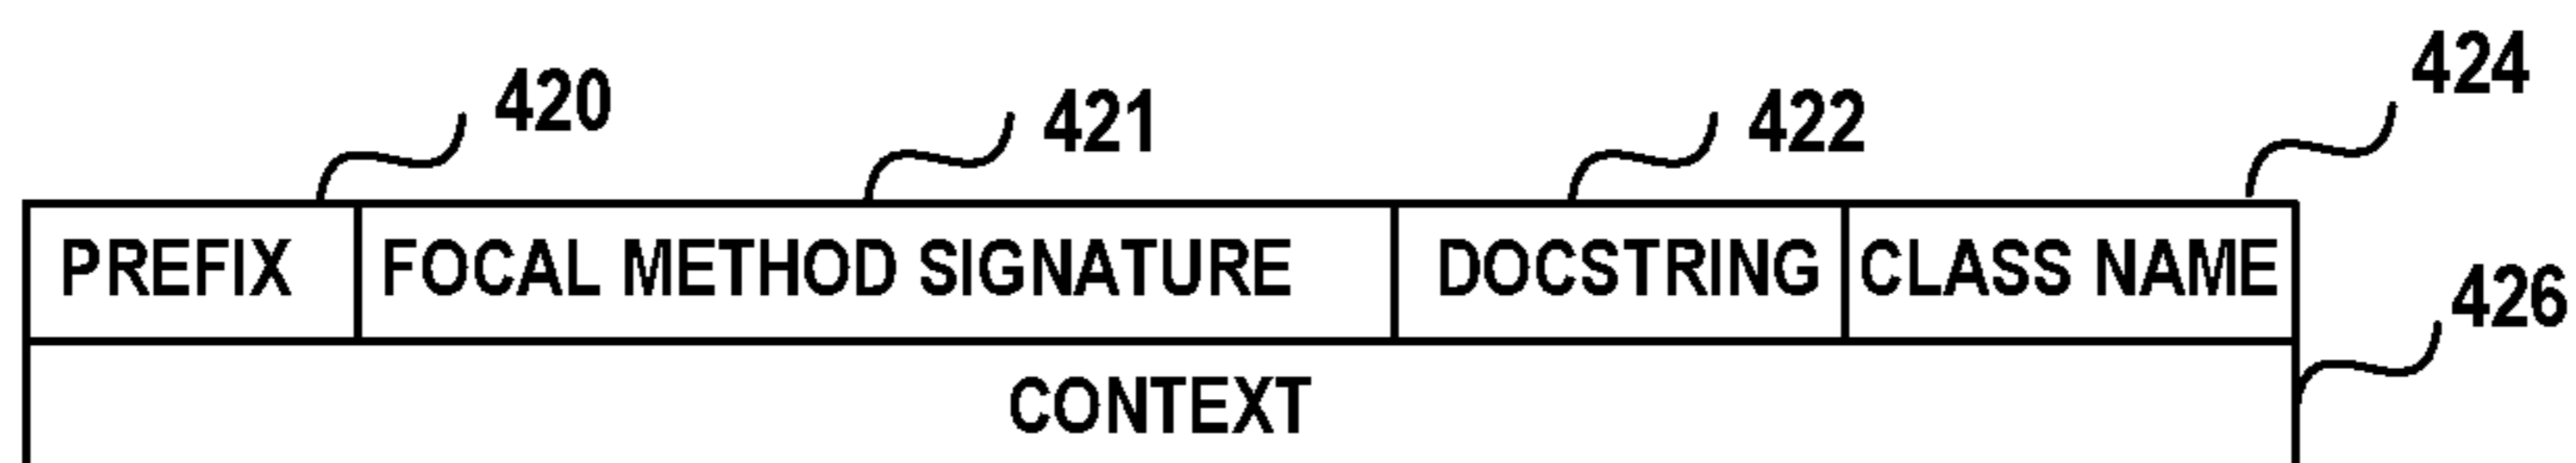 424
420
421
422
PREFIX FOCAL METHOD SIGNATURE DOCSTRING CLASS NAME
426
CONTEXT